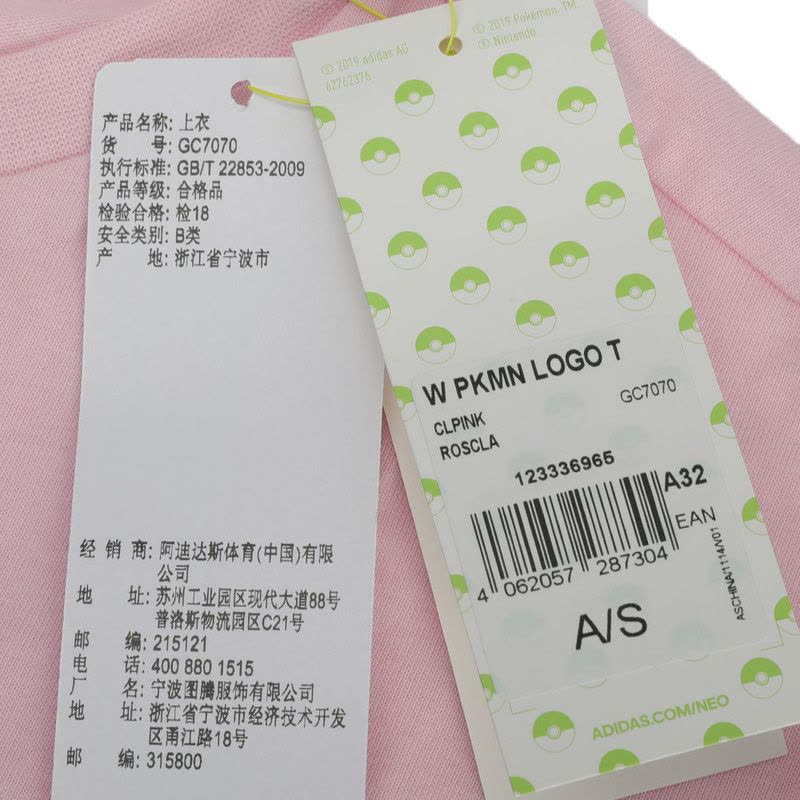 产品名称: 上衣
货 号: GC7070
执行标准: GB/T 22853-2009
产品等级: 合格品
检验合格: 检18
安全类别: B类
产 地: 浙江省宁波市
经 销 商: 阿迪达斯体育(中国)有限
公司
地 址: 苏州工业园区现代大道88号
普洛斯物流园区C21号
邮 编: 215121
电 话: 400 880 1515
厂 名: 宁波图腾服饰有限公司
地 址: 浙江省宁波市经济技术开发
区甬江路18号
邮 编: 315800
© 2019 adidas AG
62762376
© 2019 Pokémon. TM
® Nintendo
W PKMN LOGO T
CLPINK
GC7070
ROSCLA
123336965
A32
EAN
4 062057 287304
A/S
ASCHINA/1114/V01
ADIDAS.COM/NEO